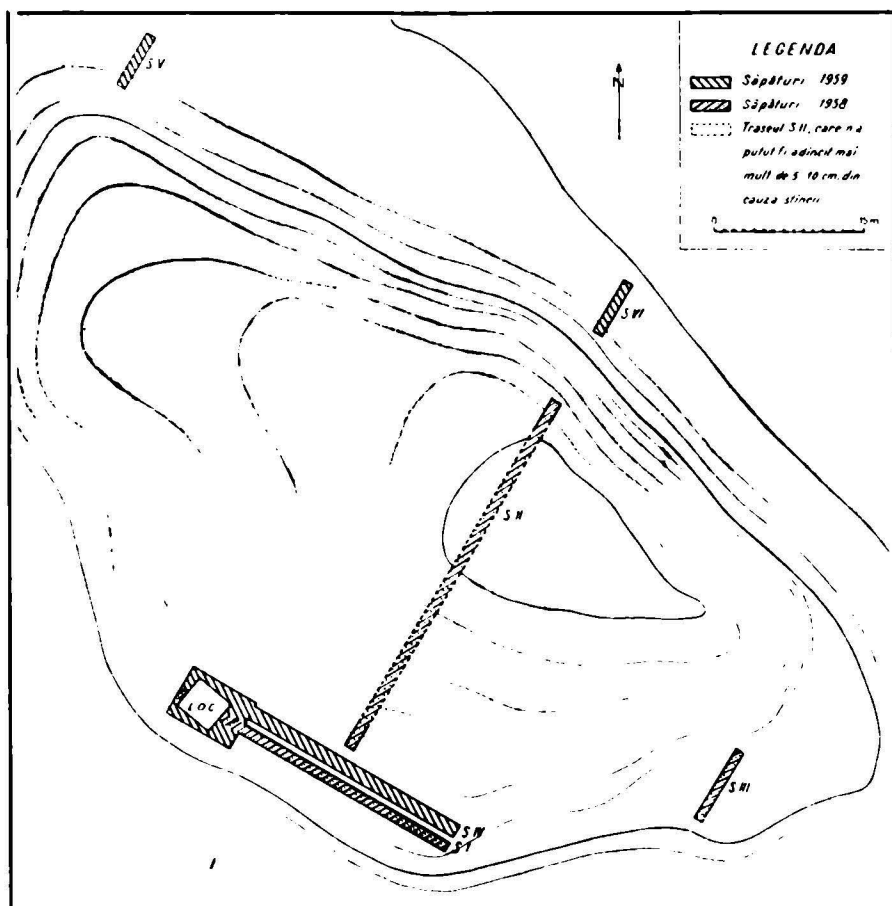 S V
N
LEGENDA
Săpături 1959
Săpături 1958
Traseul S II, care n-a
putut fi adîncit mai
mult de 5-10 cm. din
cauza stîncii
0 15 m
S VI
S II
LOC
S III
S IV
S I